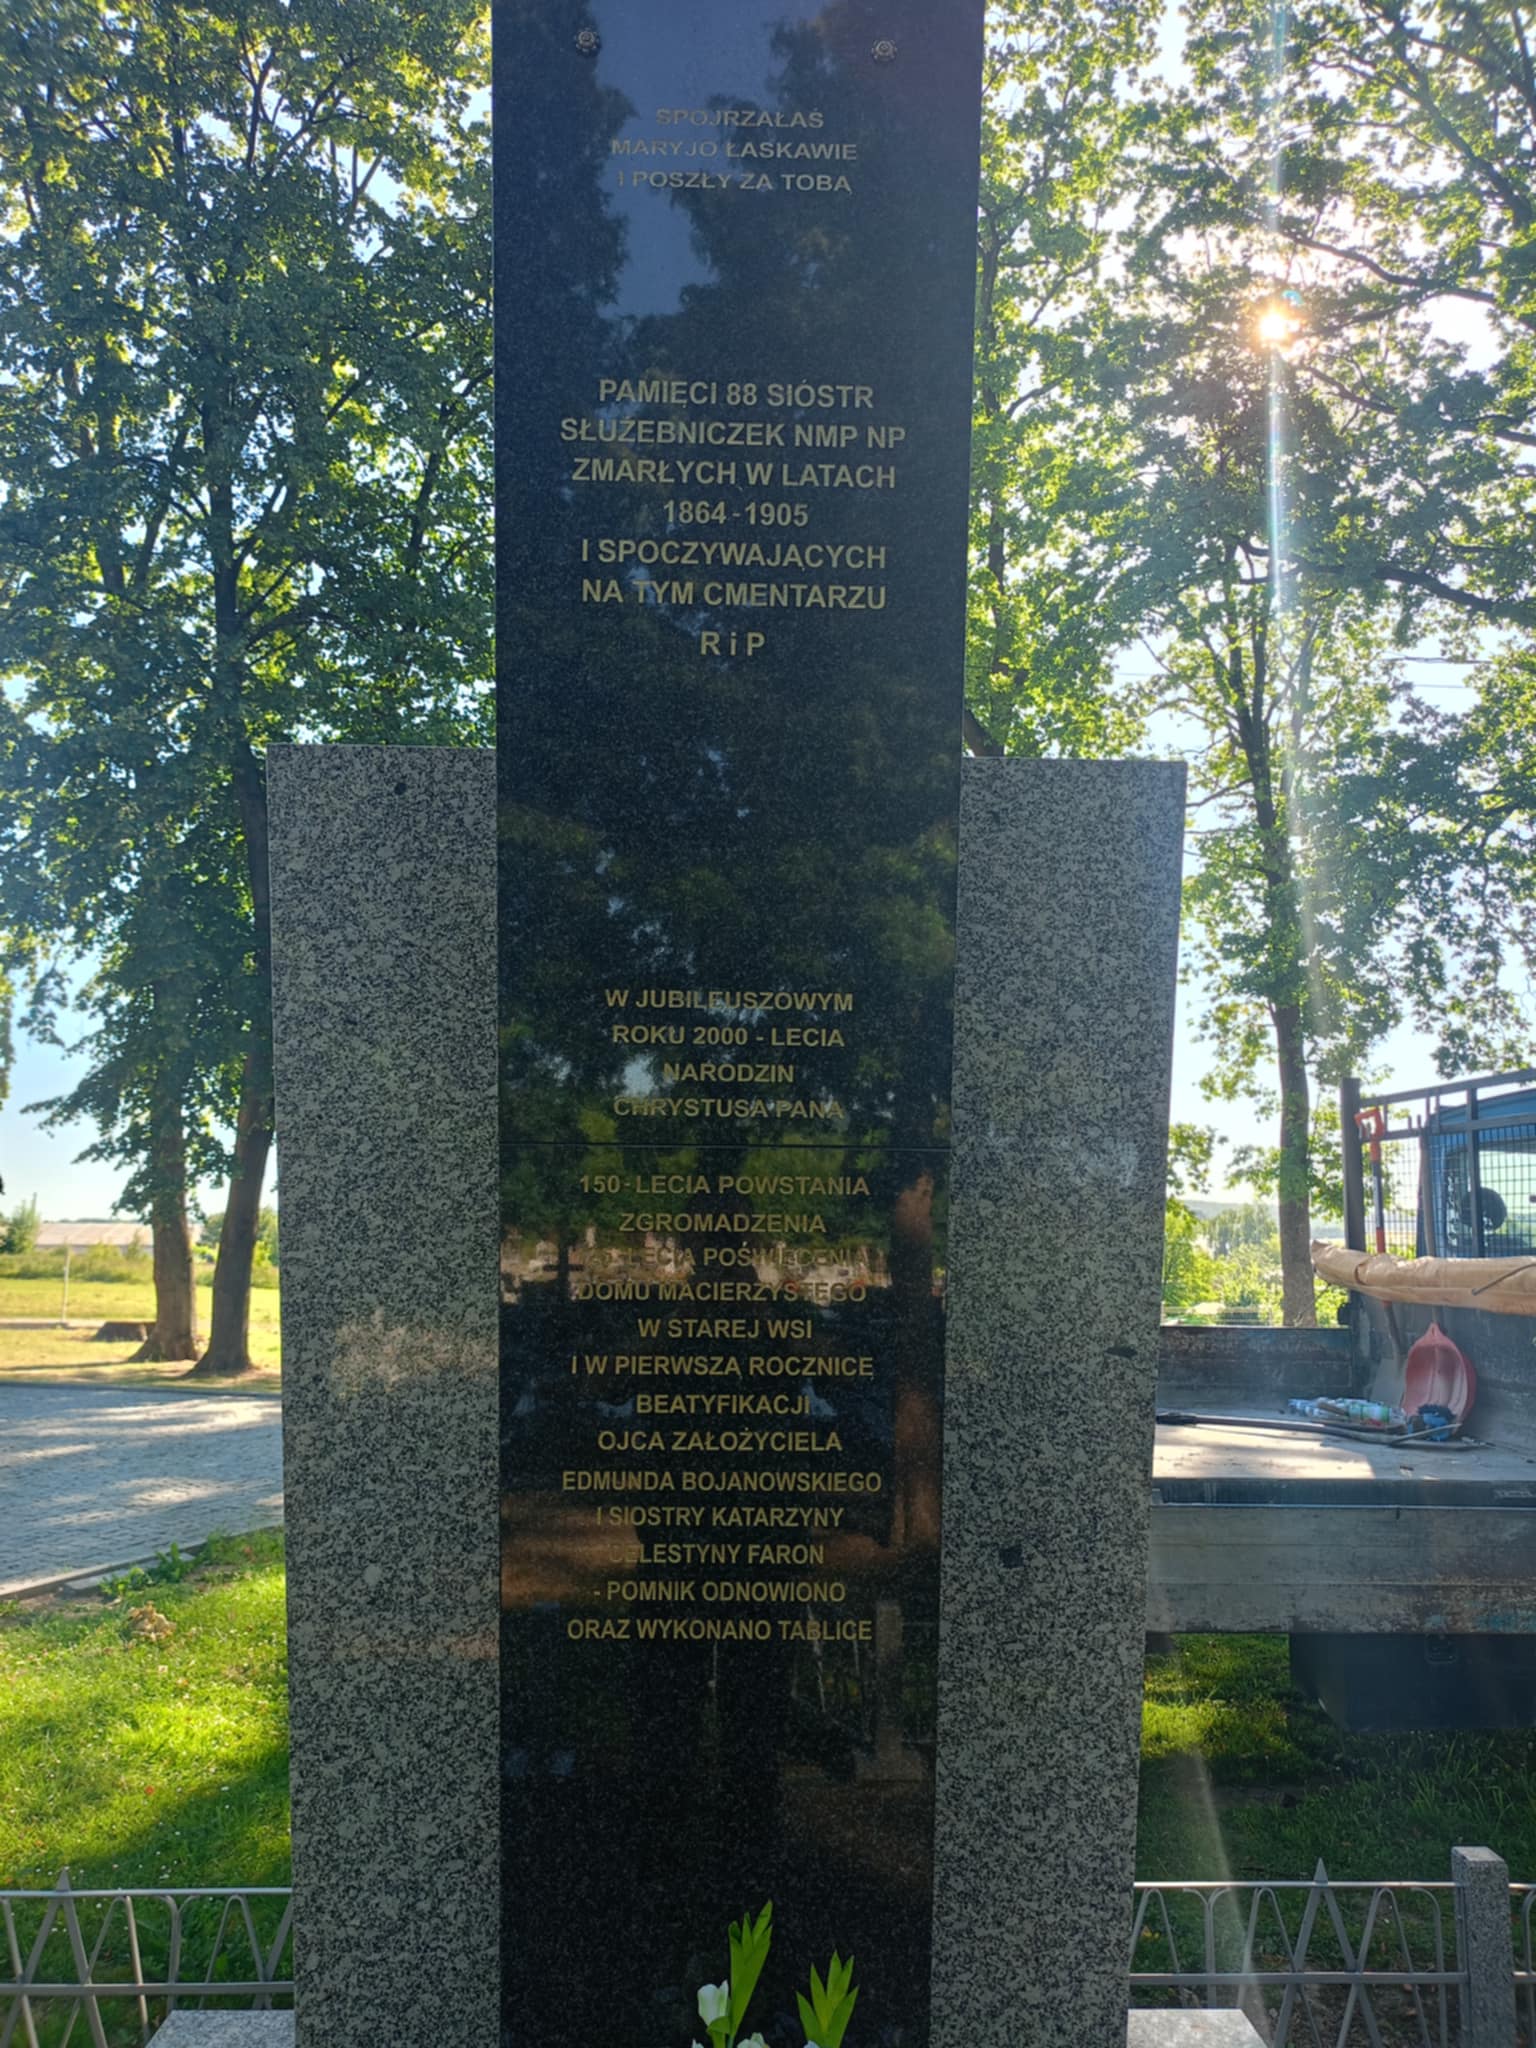 SPOJRZAŁAŚ
MARYJO ŁASKAWIE
I POSZŁY ZA TOBĄ
PAMIĘCI 88 SIÓSTR
SŁUŻEBNICZEK NMP NP
ZMARŁYCH W LATACH
1864-1905
I SPOCZYWAJĄCYCH
NA TYM CMENTARZU
R i P
W JUBILEUSZOWYM
ROKU 2000 - LECIA
NARODZIN
CHRYSTUSA PANA
150-LECIA POWSTANIA
ZGROMADZENIA
LECIA POŚWIĘCENIA
DOMU MACIERZYSTEGO
W STAREJ WSI
I W PIERWSZĄ ROCZNICĘ
BEATYFIKACJI
OJCA ZAŁOŻYCIELA
EDMUNDA BOJANOWSKIEGO
I SIOSTRY KATARZYNY
CELESTYNY FARON
- POMNIK ODNOWIONO
ORAZ WYKONANO TABLICE